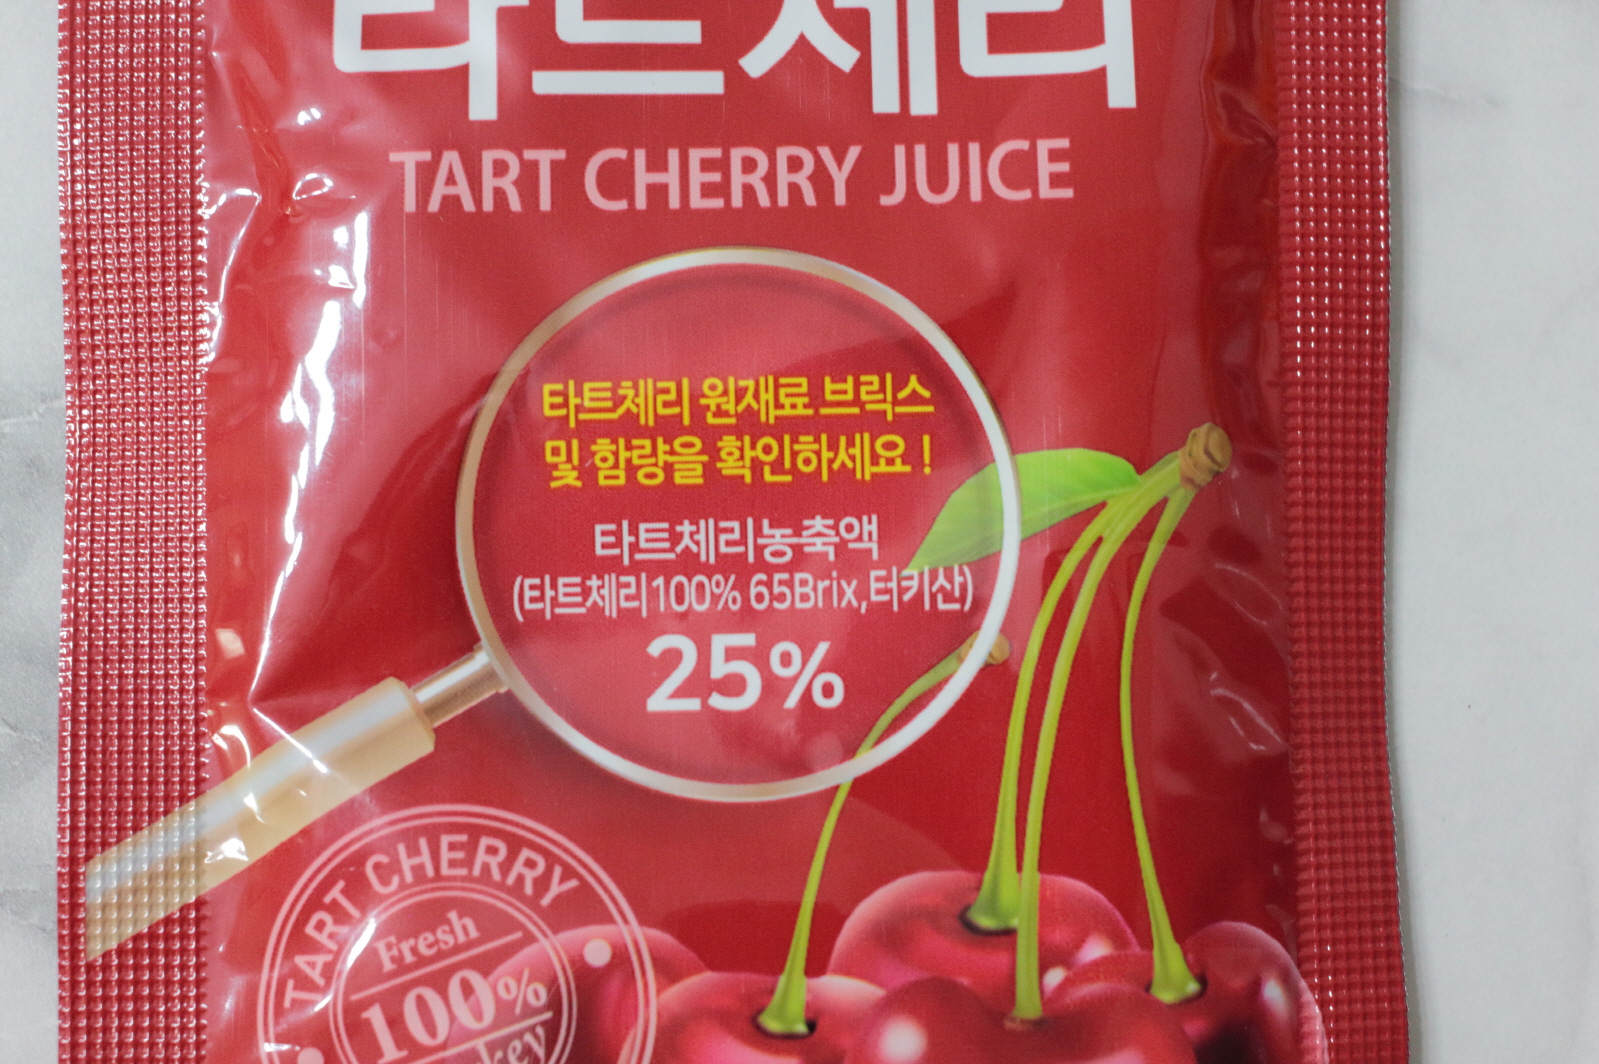 타트체리
TART CHERRY JUICE
타트체리 원재료 브릭스
및 함량을 확인하세요 !
타트체리농축액
(타트체리100% 65Brix,터키산)
25%
TART CHERRY
Fresh
100%